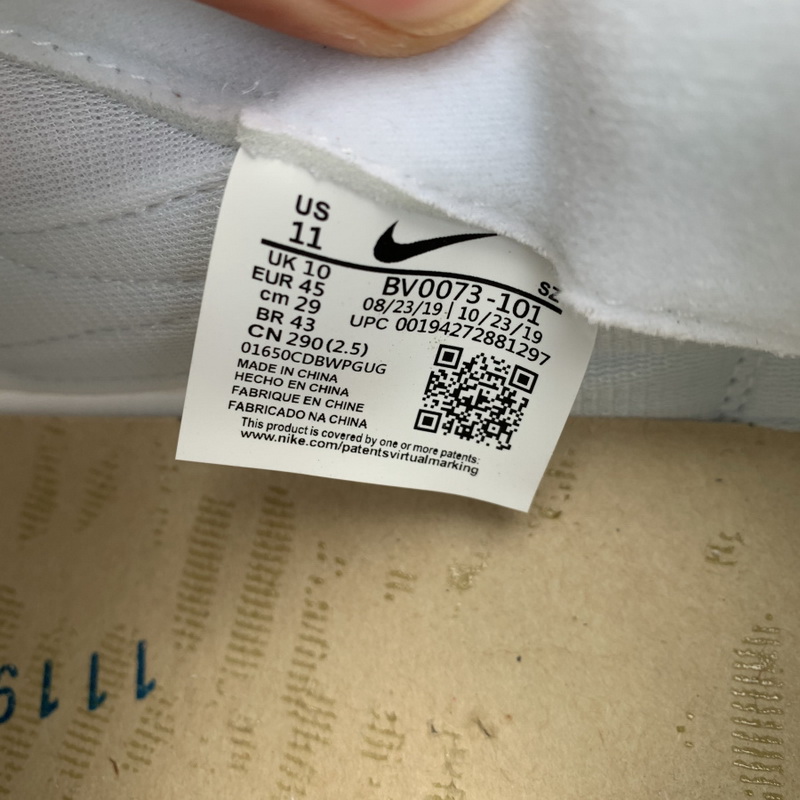 US
11
SZ
UK 10
EUR 45
cm 29
BR 43
CN 290(2.5)
BV0073-101
08/23/19 | 10/23/19
UPC 00194272881297
01650CDBWPGUG
MADE IN CHINA
HECHO EN CHINA
FABRIQUE EN CHINE
FABRICADO NA CHINA
This product is covered by one or more patents:
www.nike.com/patentsvirtualmarking
1119